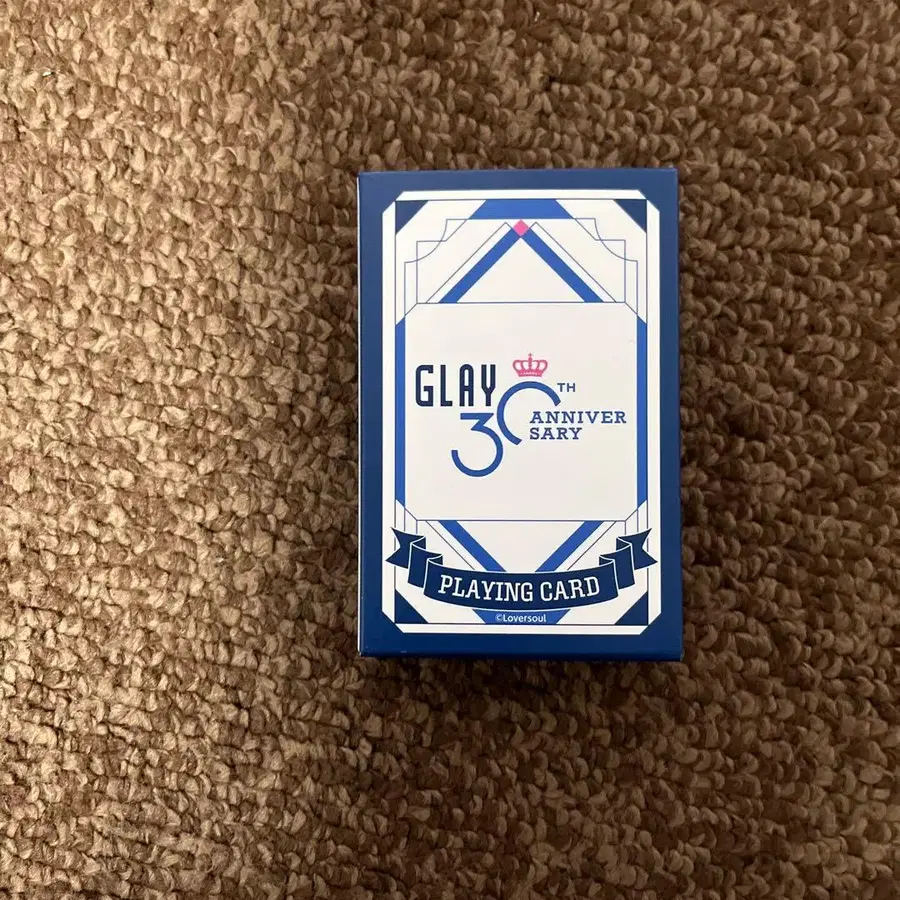 GLAY
30TH
ANNIVER
SARY
PLAYING CARD
©Loversoul